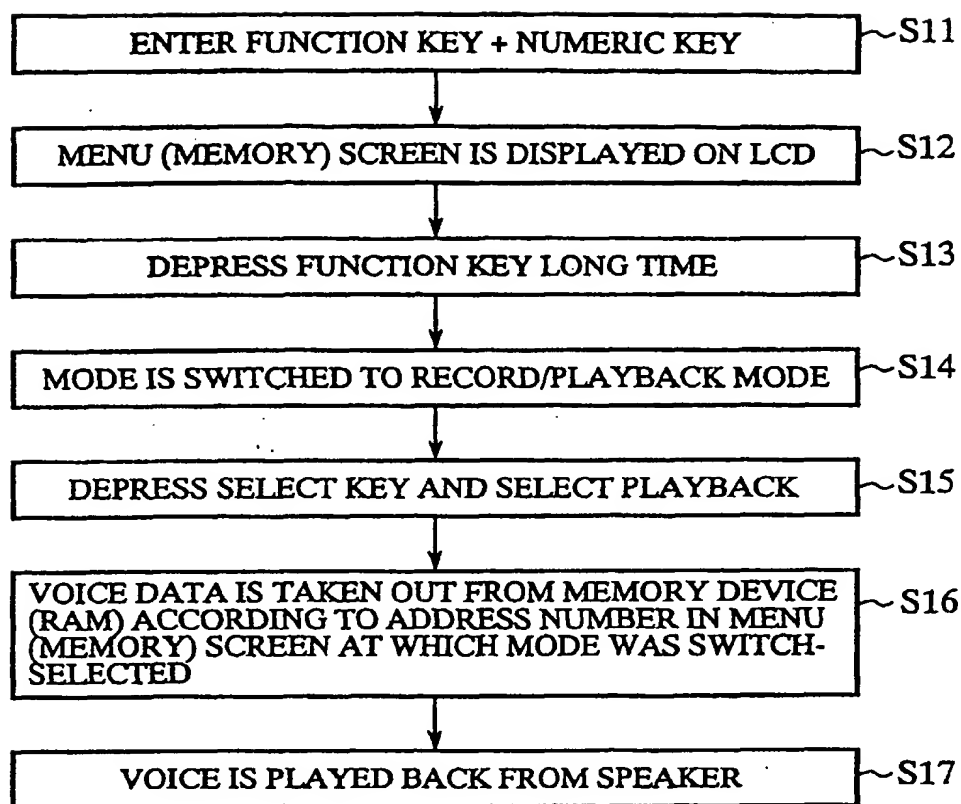 ENTER FUNCTION KEY + NUMERIC KEY
S11
MENU (MEMORY) SCREEN IS DISPLAYED ON LCD
S12
DEPRESS FUNCTION KEY LONG TIME
S13
MODE IS SWITCHED TO RECORD/PLAYBACK MODE
S14
DEPRESS SELECT KEY AND SELECT PLAYBACK
S15
VOICE DATA IS TAKEN OUT FROM MEMORY DEVICE
(RAM) ACCORDING TO ADDRESS NUMBER IN MENU
(MEMORY) SCREEN AT WHICH MODE WAS SWITCH-
SELECTED
S16
VOICE IS PLAYED BACK FROM SPEAKER
S17